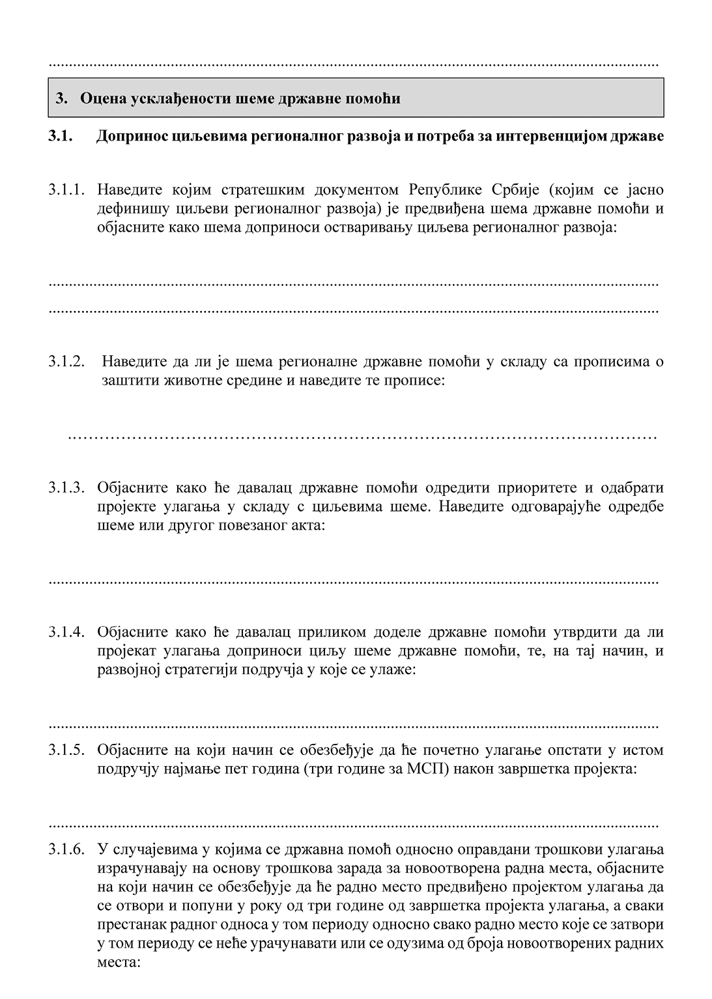 ........................................................................................................................................................
3. Оцена усклађености шеме државне помоћи
3.1. Допринос циљевима регионалног развоја и потреба за интервенцијом државе
3.1.1. Наведите којим стратешким документом Републике Србије (којим се јасно
дефинишу циљеви регионалног развоја) је предвиђена шема државне помоћи и
објасните како шема доприноси остваривању циљева регионалног развоја:
........................................................................................................................................................
........................................................................................................................................................
3.1.2. Наведите да ли је шема регионалне државне помоћи у складу са прописима о
заштити животне средине и наведите те прописе:
........................................................................................................................................................
3.1.3. Објасните како ће давалац државне помоћи одредити приоритете и одабрати
пројекте улагања у складу с циљевима шеме. Наведите одговарајуће одредбе
шеме или другог повезаног акта:
........................................................................................................................................................
3.1.4. Објасните како ће давалац приликом доделе државне помоћи утврдити да ли
пројекат улагања доприноси циљу шеме државне помоћи, те, на тај начин, и
развојној стратегији подручја у које се улаже:
........................................................................................................................................................
3.1.5. Објасните на који начин се обезбеђује да ће почетно улагање опстати у истом
подручју најмање пет година (три године за МСП) након завршетка пројекта:
........................................................................................................................................................
3.1.6. У случајевима у којима се државна помоћ односно оправдани трошкови улагања
израчунавају на основу трошкова зарада за новоотворена радна места, објасните
на који начин се обезбеђује да ће радно место предвиђено пројектом улагања да
се отвори и попуни у року од три године од завршетка пројекта улагања, а сваки
престанак радног односа у том периоду односно свако радно место које се затвори
у том периоду се неће урачунавати или се одузима од броја новоотворених радних
места: